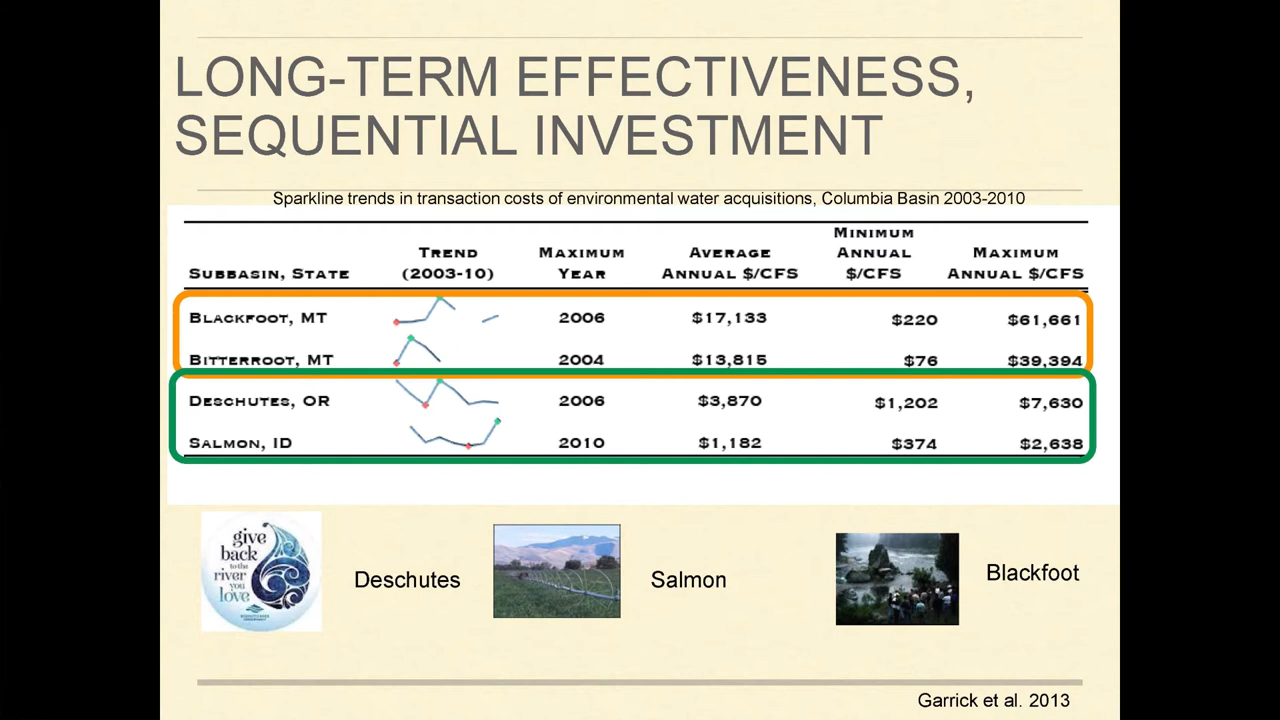 LONG-TERM EFFECTIVENESS,
SEQUENTIAL INVESTMENT
Sparkline trends in transaction costs of environmental water acquisitions, Columbia Basin 2003-2010
SUBBASIN, STATE TREND (2003-10) MAXIMUM YEAR AVERAGE ANNUAL $/CFS MINIMUM ANNUAL $/CFS MAXIMUM ANNUAL $/CFS
BLACKFOOT, MT 2006 $17,133 $220 $61,661
BITTERROOT, MT 2004 $13,815 $76 $39,394
DESCHUTES, OR 2006 $3,870 $1,202 $7,630
SALMON, ID 2010 $1,182 $374 $2,638
give
back
to the
river
you
love
Deschutes
Salmon
Blackfoot
Garrick et al. 2013